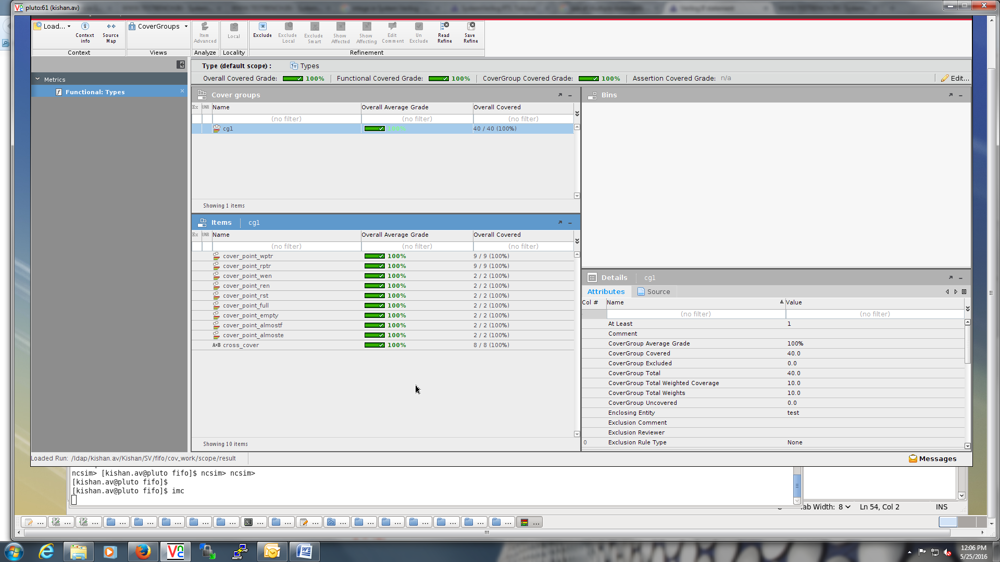 pluto:61 (kishan.av)
Load...
Context info
Source Map
Context
CoverGroups
Views
Item Advanced
Analyze
Local
Locality
Exclude
Exclude Local
Exclude Smart
Show Affected
Show Affecting
Edit Comment
Un Exclude
Read Refine
Save Refine
Refinement
Metrics
Functional: Types
Type (default scope) : Types
Overall Covered Grade: 100% Functional Covered Grade: 100% CoverGroup Covered Grade: 100% Assertion Covered Grade: n/a Edit...
Cover groups
Ex UNR Name Overall Average Grade Overall Covered
(no filter) (no filter) (no filter)
cg1 100% 40 / 40 (100%)
Showing 1 items
Items cg1
Ex UNR Name Overall Average Grade Overall Covered
(no filter) (no filter) (no filter)
cover_point_wptr 100% 9 / 9 (100%)
cover_point_rptr 100% 9 / 9 (100%)
cover_point_wen 100% 2 / 2 (100%)
cover_point_ren 100% 2 / 2 (100%)
cover_point_rst 100% 2 / 2 (100%)
cover_point_full 100% 2 / 2 (100%)
cover_point_empty 100% 2 / 2 (100%)
cover_point_almostf 100% 2 / 2 (100%)
cover_point_almoste 100% 2 / 2 (100%)
A×B cross_cover 100% 8 / 8 (100%)
Showing 10 items
Bins
Details cg1
Attributes Source
Col # Name Value
(no filter) (no filter)
At Least 1
Comment
CoverGroup Average Grade 100%
CoverGroup Covered 40.0
CoverGroup Excluded 0.0
CoverGroup Total 40.0
CoverGroup Total Weighted Coverage 10.0
CoverGroup Total Weights 10.0
CoverGroup Uncovered 0.0
Enclosing Entity test
Exclusion Comment
Exclusion Reviewer
0 Exclusion Rule Type None
Loaded Run: /ldap/kishan.av/Kishan/SV/fifo/cov_work/scope/result
Messages
ncsim> [kishan.av@pluto fifo]$ ncsim> ncsim>
[kishan.av@pluto fifo]$
[kishan.av@pluto fifo]$ imc
Width: 8 Ln 54, Col 2 INS
... ... ... ... ... ... ... ... ... ... ... ... ... ... ... ... ... ... ...
12:06 PM
5/25/2016